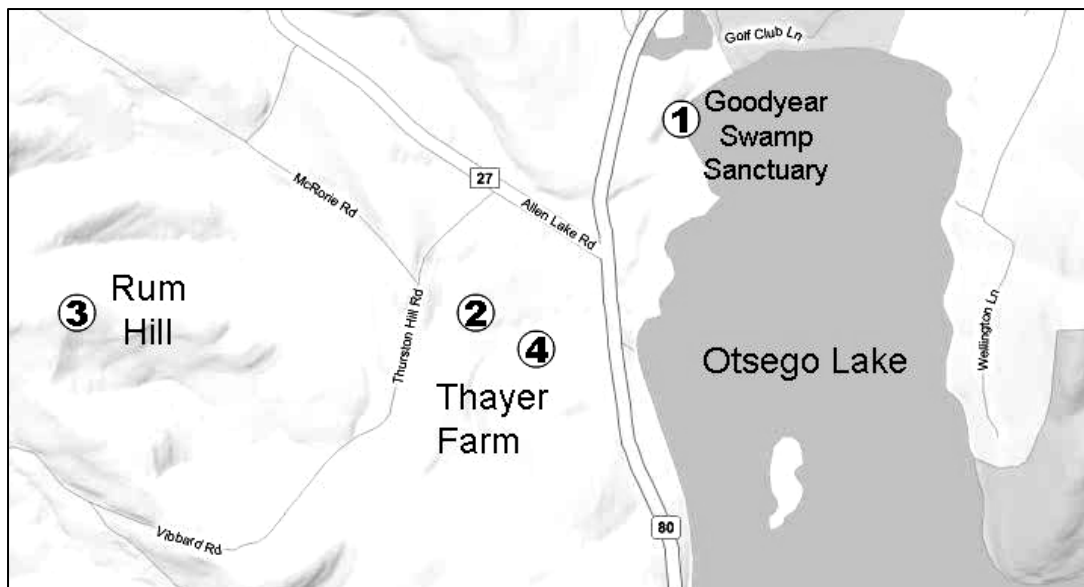 Golf Club Ln
1
Goodyear
Swamp
Sanctuary
27
McRorie Rd
Allen Lake Rd
3
Rum
Hill
2
4
Thurston Hill Rd
Wellington Ln
Otsego Lake
Thayer
Farm
Vibbard Rd
80